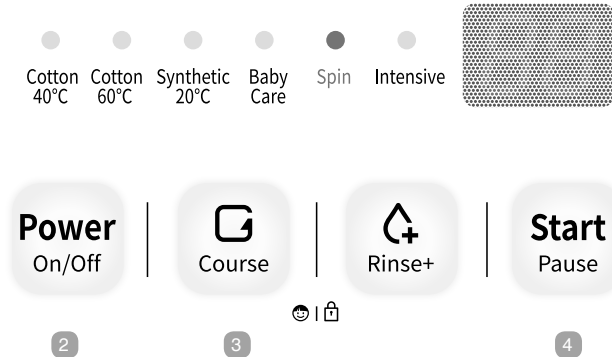 Cotton Cotton Synthetic Baby Spin Intensive
40°C 60°C 20°C Care
Power Start
On/Off Course Rinse+ Pause
2 3 4